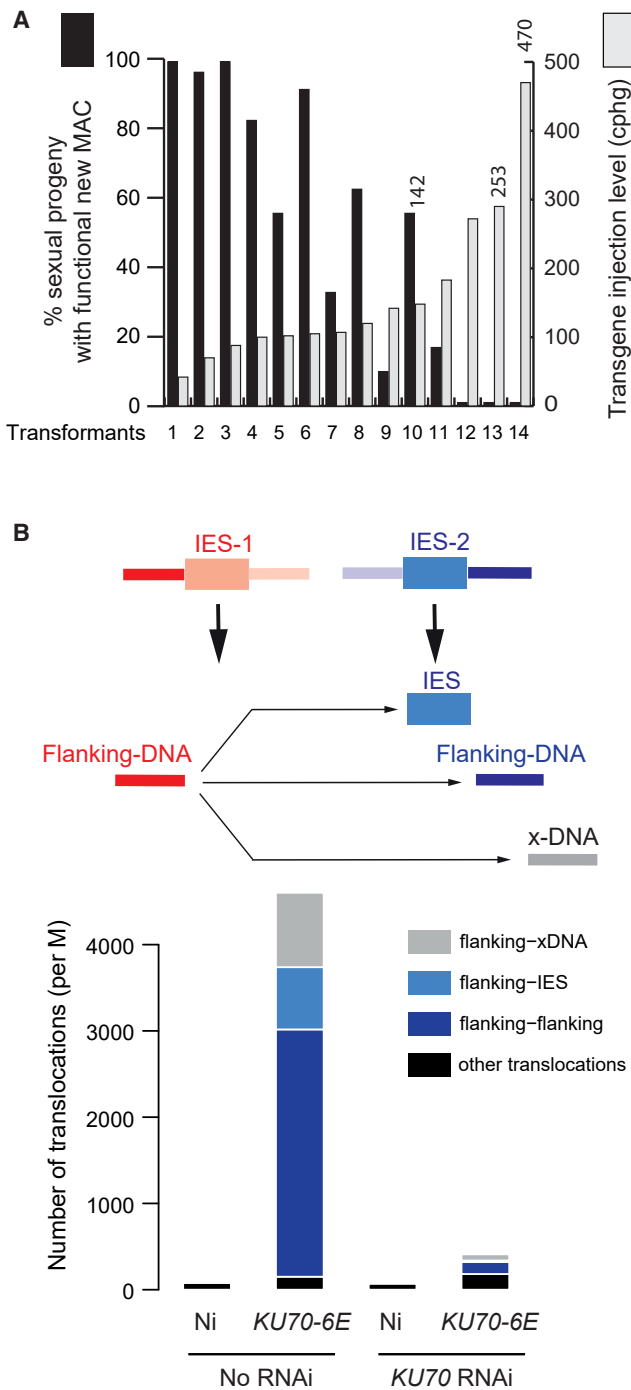 A
% sexual progeny
with functional new MAC
100
80
60
40
20
0
142
253
470
500
400
300
200
100
0
Transgene injection level (cphg)
Transformants 1 2 3 4 5 6 7 8 9 10 11 12 13 14
B
IES-1
IES-2
IES
Flanking-DNA
Flanking-DNA
x-DNA
Number of translocations (per M)
4000
3000
2000
1000
0
flanking−xDNA
flanking−IES
flanking−flanking
other translocations
Ni KU70-6E Ni KU70-6E
No RNAi KU70 RNAi